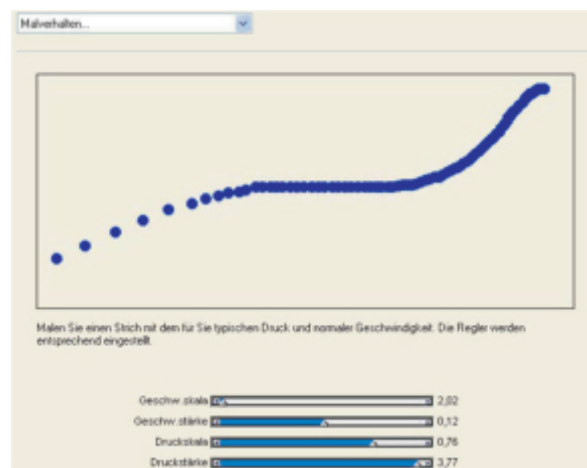 Malverhalten...
Malen Sie einen Strich mit dem für Sie typischen Druck und normaler Geschwindigkeit. Die Regler werden
entsprechend eingestellt.
Geschw.skala 2,02
Geschw.stärke 0,12
Druckskala 0,76
Druckstärke 3,77